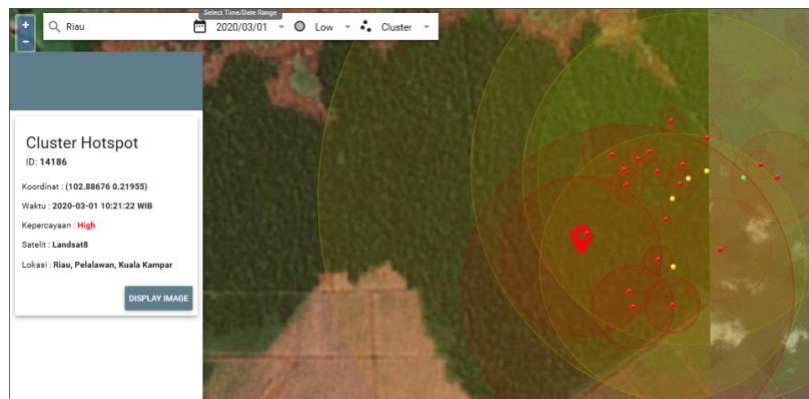 Select Time/Date Range
+
Riau 2020/03/01 Low Cluster
−
Cluster Hotspot
ID: 14186
Koordinat : (102.88676 0.21955)
Waktu : 2020-03-01 10:21:22 WIB
Kepercayaan : High
Satelit : Landsat8
Lokasi : Riau, Pelalawan, Kuala Kampar
DISPLAY IMAGE